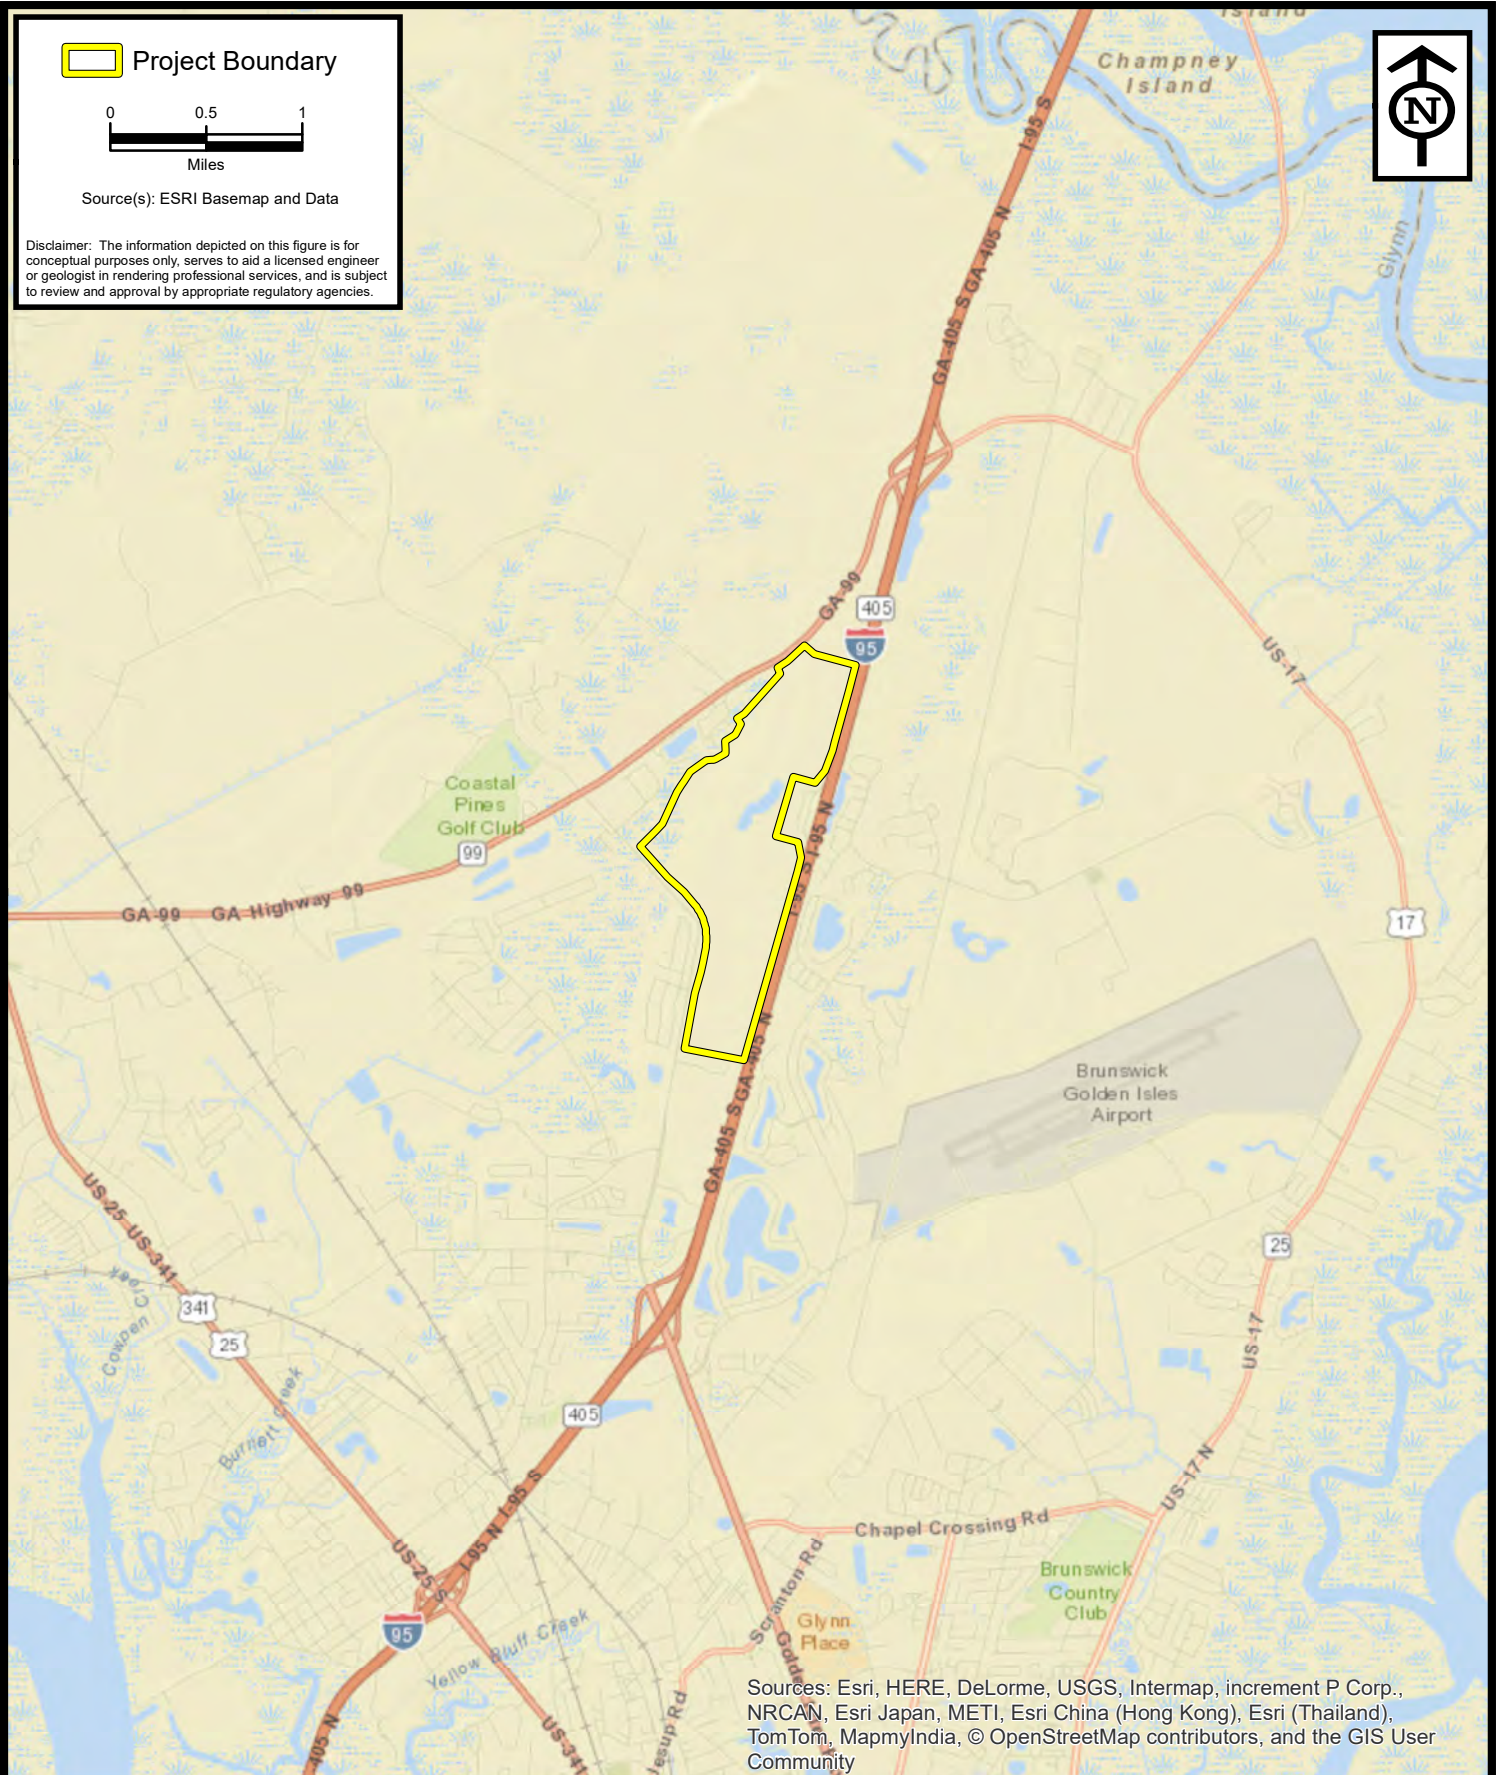 Project Boundary
0 0.5 1
Miles
Source(s): ESRI Basemap and Data
Disclaimer: The information depicted on this figure is for
conceptual purposes only, serves to aid a licensed engineer
or geologist in rendering professional services, and is subject
to review and approval by appropriate regulatory agencies.
Island
Champney
Island
N
I-95 S
GA-405 N
GA-405 S
Glynn
GA-99
405
95
US-17
Coastal
Pines
Golf Club
99
GA-99
GA Highway 99
I-95 N
I-95 S
17
GA-405 N
GA-405 S
Brunswick
Golden Isles
Airport
US-25 US-341
Cowpen Creek
341
25
25
US-17
Burnett Creek
405
US-17 N
I-95 N I-95 S
Chapel Crossing Rd
US-25 S
Scranton Rd
Brunswick
Country
Club
Glynn
Place
95
Yellow Bluff Creek
405 N
US-341
Jesup Rd
Sources: Esri, HERE, DeLorme, USGS, Intermap, increment P Corp.,
NRCAN, Esri Japan, METI, Esri China (Hong Kong), Esri (Thailand),
TomTom, MapmyIndia, © OpenStreetMap contributors, and the GIS User
Community